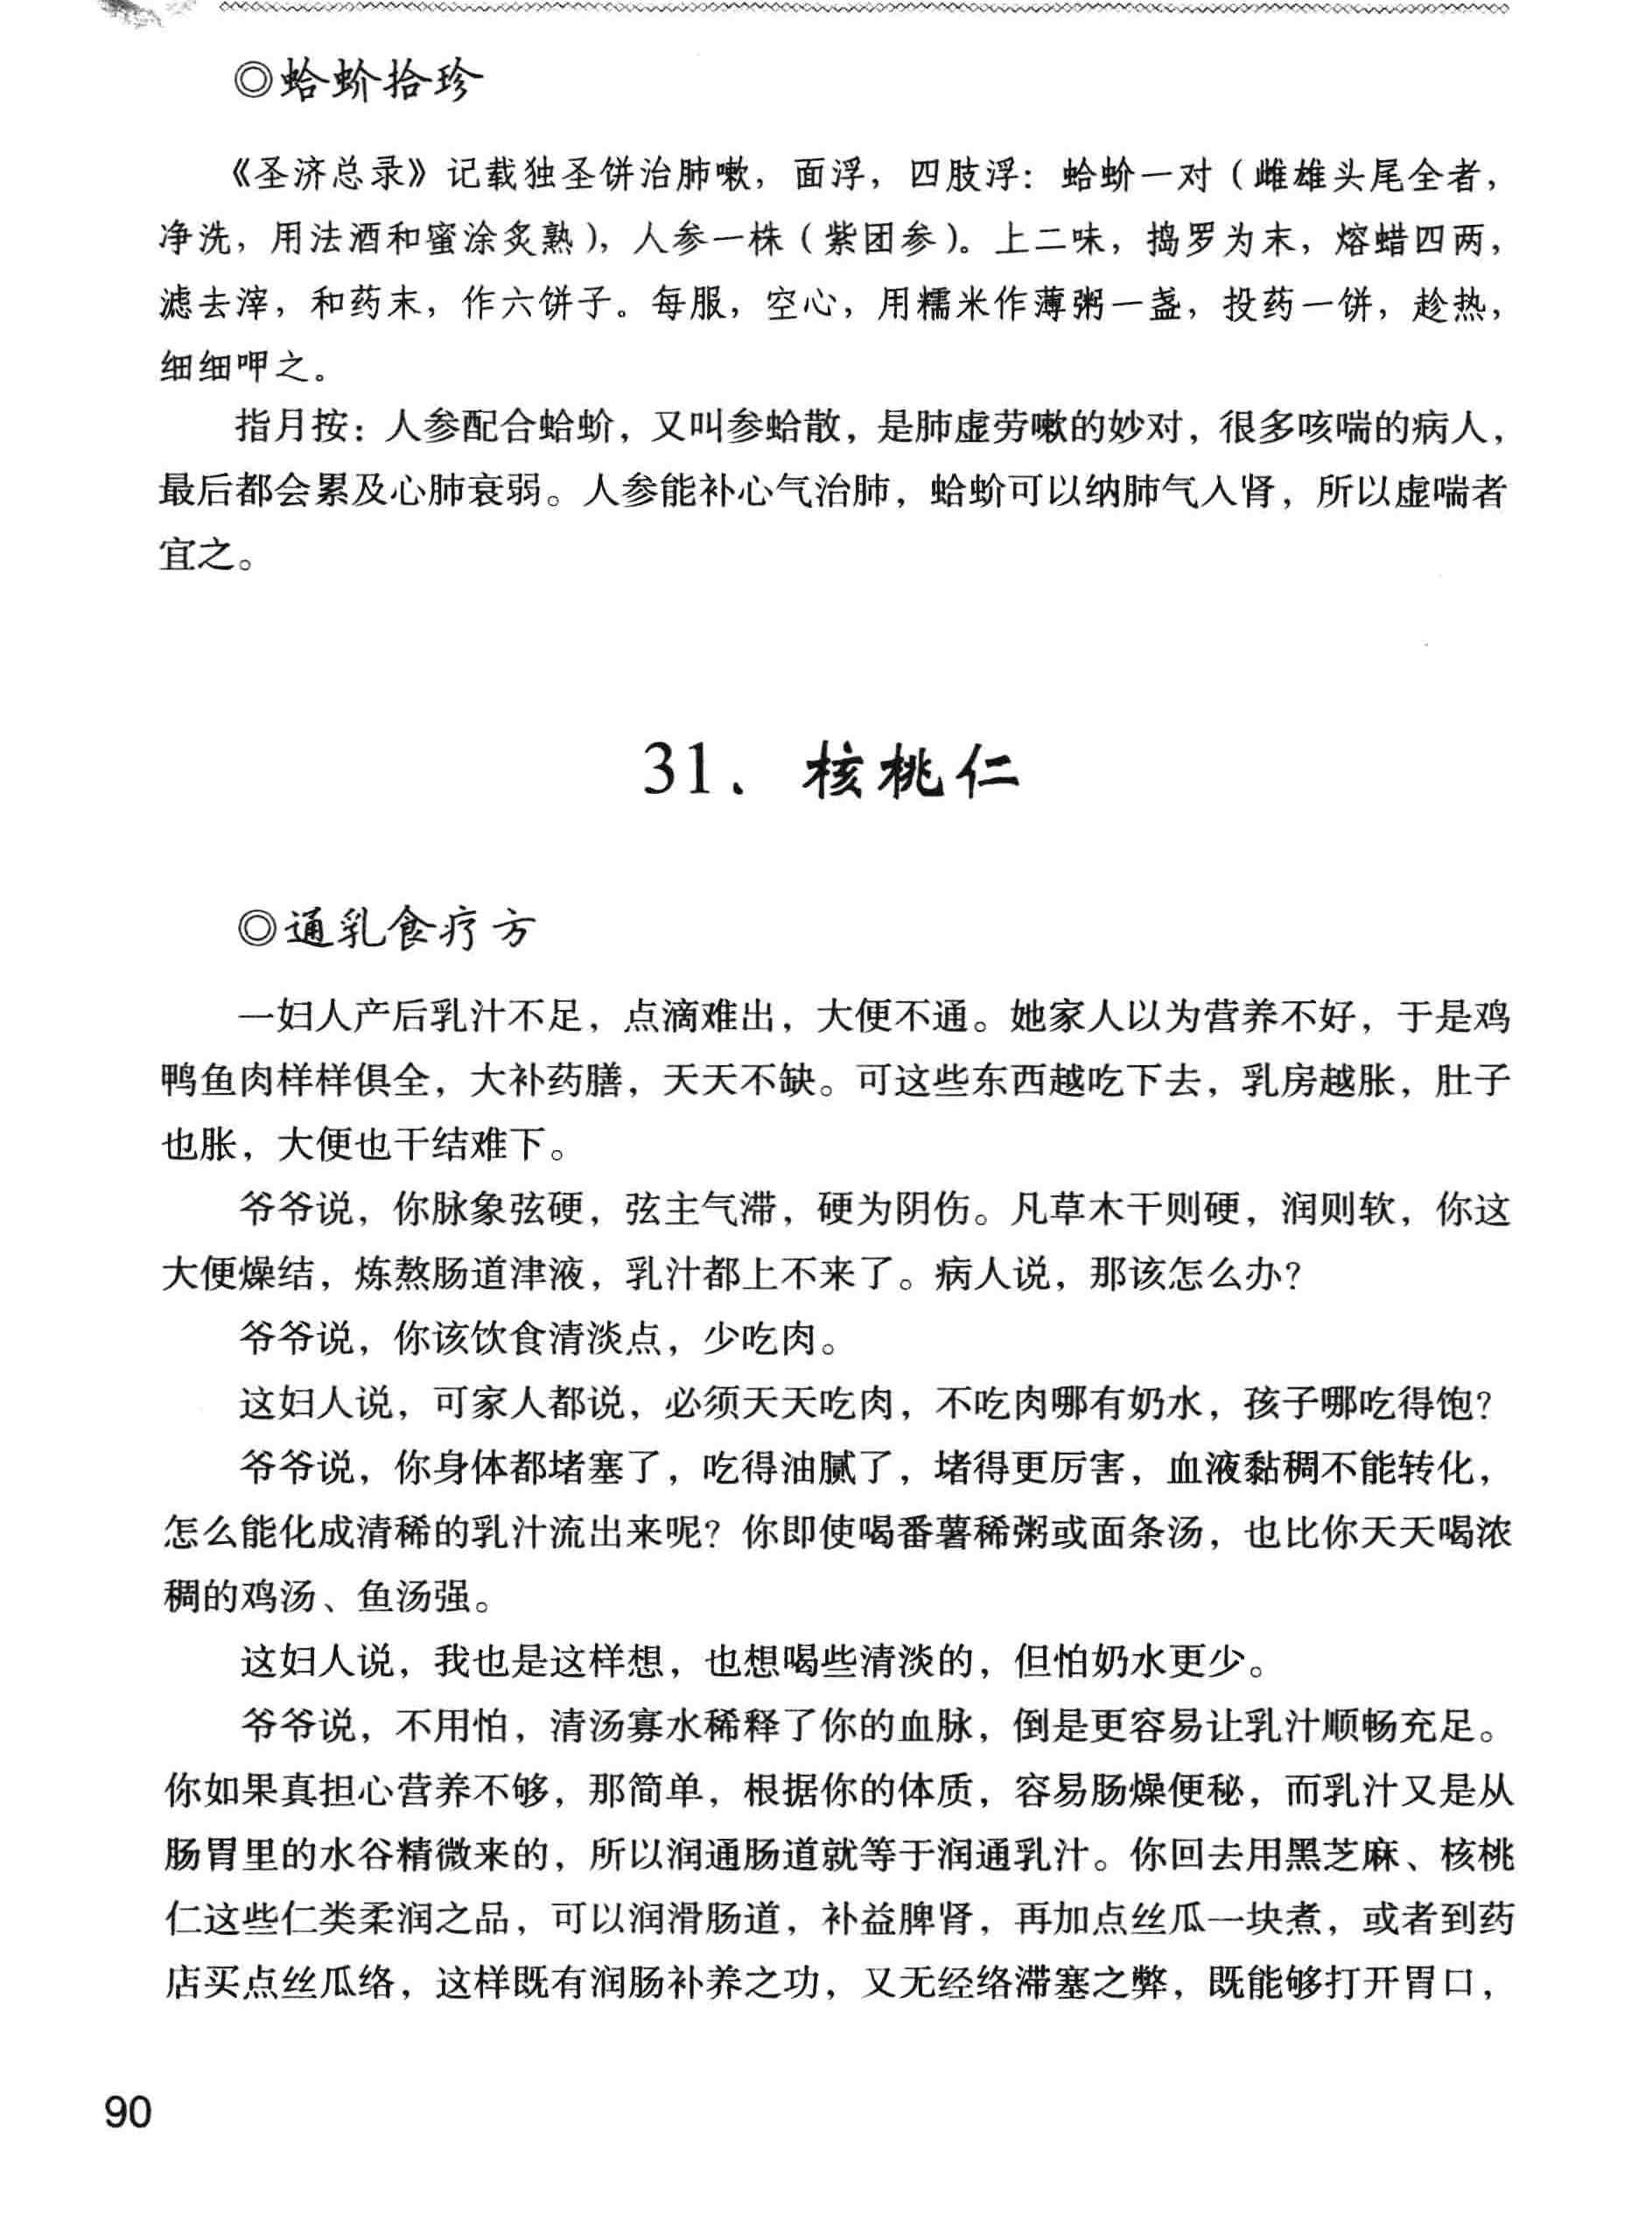 ◎蛤蚧拾珍
《圣济总录》记载独圣饼治肺嗽，面浮，四肢浮：蛤蚧一对（雌雄头尾全者，
净洗，用法酒和蜜涂炙熟），人参一株（紫团参）。上二味，捣罗为末，熔蜡四两，
滤去滓，和药末，作六饼子。每服，空心，用糯米作薄粥一盏，投药一饼，趁热，
细细呷之。
指月按：人参配合蛤蚧，又叫参蛤散，是肺虚劳嗽的妙对，很多咳喘的病人，
最后都会累及心肺衰弱。人参能补心气治肺，蛤蚧可以纳肺气入肾，所以虚喘者
宜之。
31、核桃仁
◎通乳食疗方
一妇人产后乳汁不足，点滴难出，大便不通。她家人以为营养不好，于是鸡
鸭鱼肉样样俱全，大补药膳，天天不缺。可这些东西越吃下去，乳房越胀，肚子
也胀，大便也干结难下。
爷爷说，你脉象弦硬，弦主气滞，硬为阴伤。凡草木干则硬，润则软，你这
大便燥结，炼熬肠道津液，乳汁都上不来了。病人说，那该怎么办？
爷爷说，你该饮食清淡点，少吃肉。
这妇人说，可家人都说，必须天天吃肉，不吃肉哪有奶水，孩子哪吃得饱？
爷爷说，你身体都堵塞了，吃得油腻了，堵得更厉害，血液黏稠不能转化，
怎么能化成清稀的乳汁流出来呢？你即使喝番薯稀粥或面条汤，也比你天天喝浓
稠的鸡汤、鱼汤强。
这妇人说，我也是这样想，也想喝些清淡的，但怕奶水更少。
爷爷说，不用怕，清汤寡水稀释了你的血脉，倒是更容易让乳汁顺畅充足。
你如果真担心营养不够，那简单，根据你的体质，容易肠燥便秘，而乳汁又是从
肠胃里的水谷精微来的，所以润通肠道就等于润通乳汁。你回去用黑芝麻、核桃
仁这些仁类柔润之品，可以润滑肠道，补益脾肾，再加点丝瓜一块煮，或者到药
店买点丝瓜络，这样既有润肠补养之功，又无经络滞塞之弊，既能够打开胃口，
90